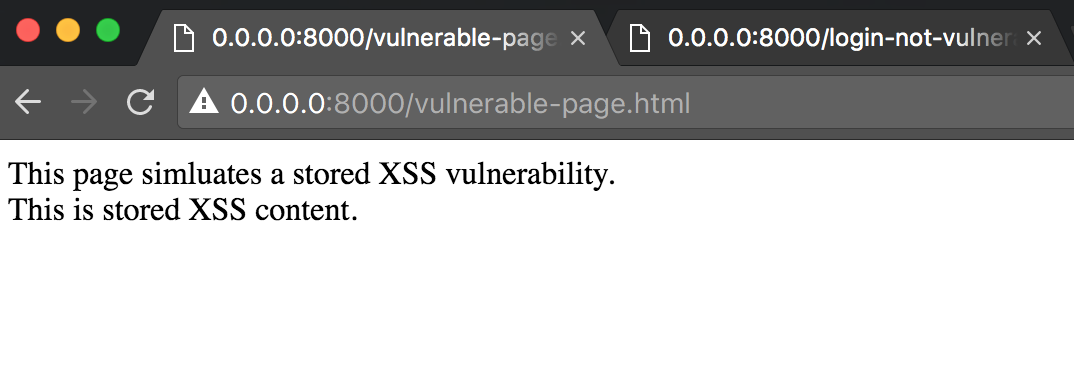 0.0.0.0:8000/vulnerable-page
0.0.0.0:8000/login-not-vulnera
0.0.0.0:8000/vulnerable-page.html
This page simluates a stored XSS vulnerability.
This is stored XSS content.